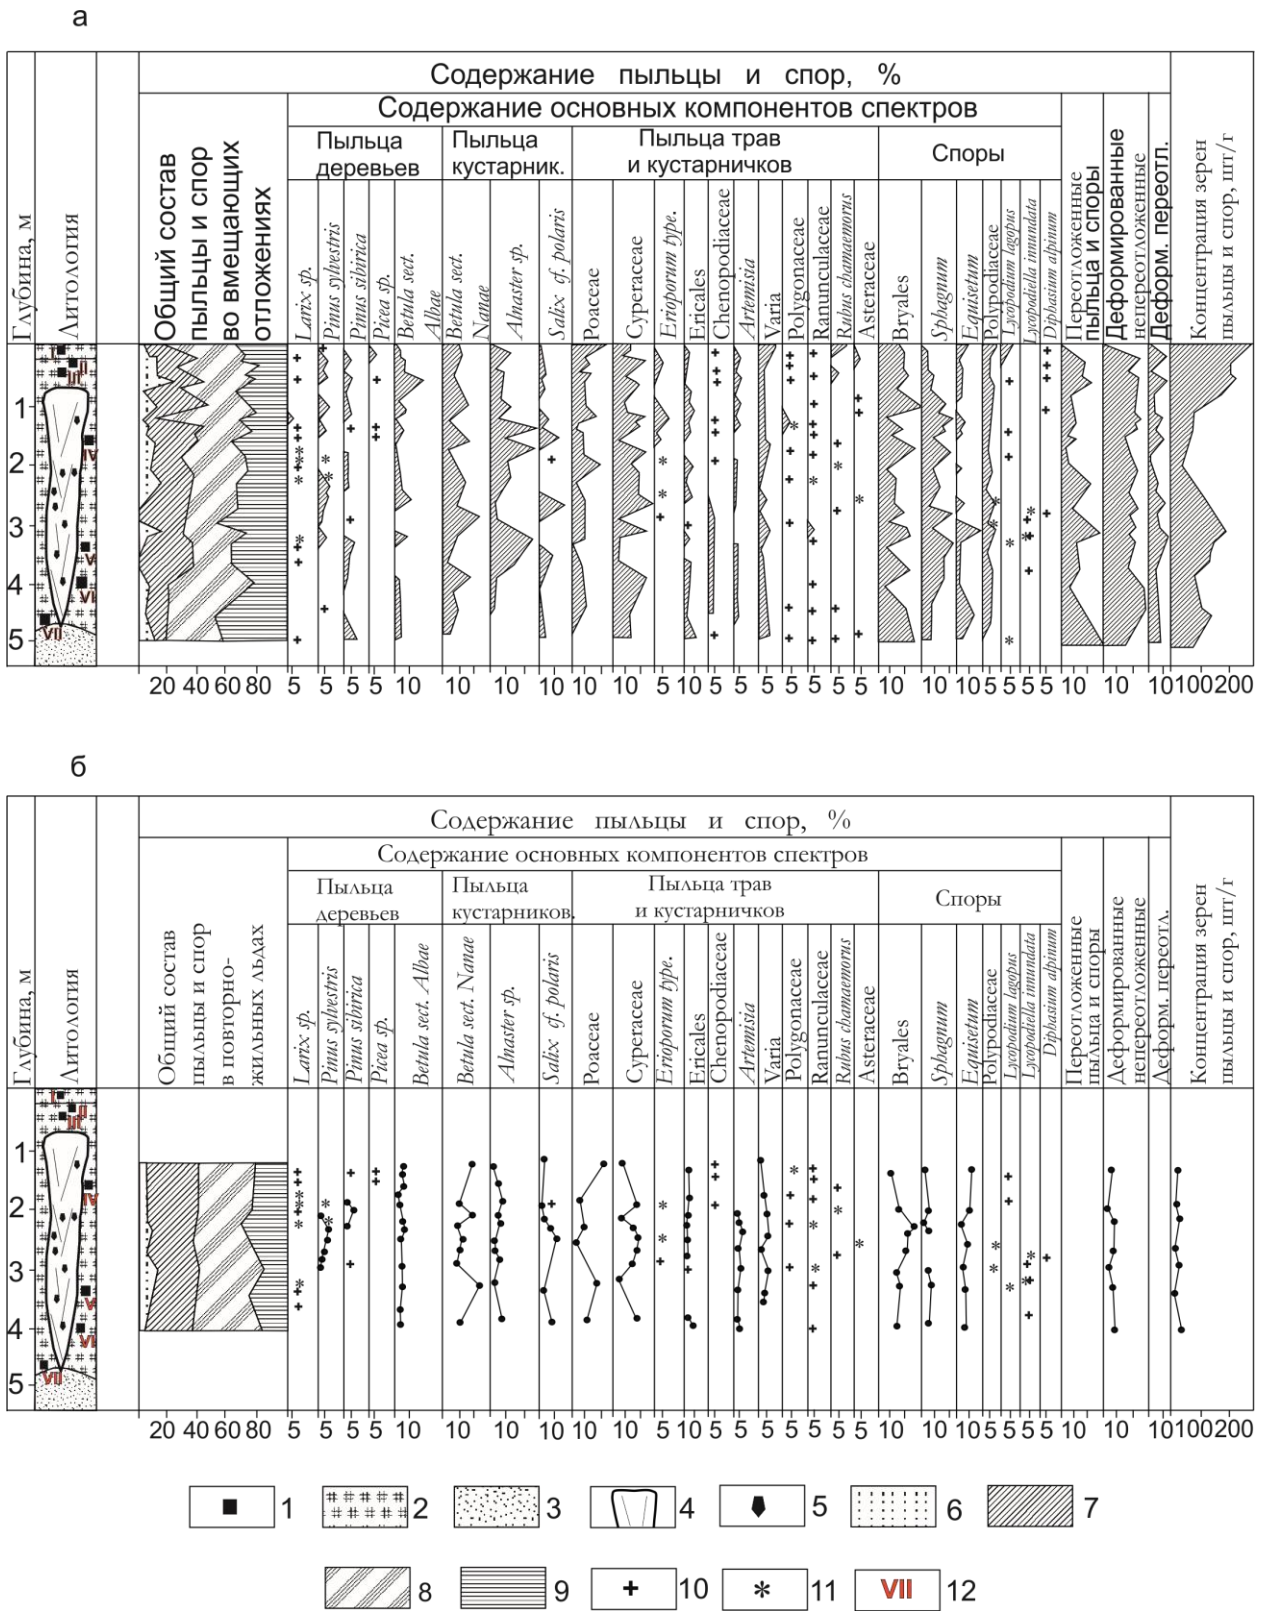 а
Содержание пыльцы и спор, %
Содержание основных компонентов спектров
Глубина, м
Литология
Общий состав
пыльцы и спор
во вмещающих
отложениях
Пыльца
деревьев
Пыльца
кустарник.
Пыльца трав
и кустарничков
Споры
Larix sp.
Pinus sylvestris
Pinus sibirica
Picea sp.
Betula sect.
Albae
Betula sect.
Nanae
Alnaster sp.
Salix cf. polaris
Poaceae
Cyperaceae
Erioporum type.
Ericales
Chenopodiaceae
Artemisia
Varia
Polygonaceae
Ranunculaceae
Rubus chamaemorus
Asteraceae
Bryales
Sphagnum
Equisetum
Polypodiaceae
Lycopodium lagopus
Lycopodiella inundata
Diphasium alpinum
Переотложенные
пыльца и споры
Деформированные
непереотложенные
Деформ. переотл.
Концентрация зерен
пыльцы и спор, шт/г
I
II
III
1
IV
2
3
V
4
VI
VII
5
20 40 60 80 5 5 5 5 10 10 10 10 10 10 5 10 5 5 5 5 5 5 5 10 10 10 5 5 5 5 10 10 10 100 200
б
Содержание пыльцы и спор, %
Содержание основных компонентов спектров
Глубина, м
Литология
Общий состав
пыльцы и спор
в повторно-
жильных льдах
Пыльца
деревьев
Пыльца
кустарников.
Пыльца трав
и кустарничков
Споры
Larix sp.
Pinus sylvestris
Pinus sibirica
Picea sp.
Betula sect. Albae
Betula sect. Nanae
Alnaster sp.
Salix cf. polaris
Poaceae
Cyperaceae
Erioporum type.
Ericales
Chenopodiaceae
Artemisia
Varia
Polygonaceae
Ranunculaceae
Rubus chamaemorus
Asteraceae
Bryales
Sphagnum
Equisetum
Polypodiaceae
Lycopodium lagopus
Lycopodiella inundata
Diphasium alpinum
Переотложенные
пыльца и споры
Деформированные
непереотложенные
Деформ. переотл.
Концентрация зерен
пыльцы и спор, шт/г
I
II
III
1
IV
2
3
V
4
VI
VII
5
20 40 60 80 5 5 5 5 10 10 10 10 10 10 5 10 5 5 5 5 5 5 5 10 10 10 5 5 5 5 10 10 10 100 200
1 2 3 4 5 6 7
8 9 10 11 VII 12